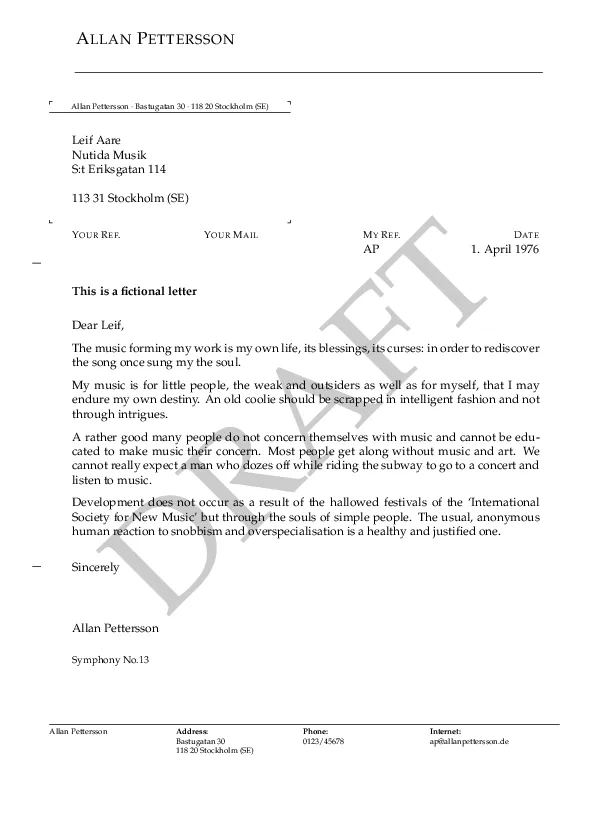 ALLAN PETTERSSON
Allan Pettersson · Bastugatan 30 · 118 20 Stockholm (SE)
Leif Aare
Nutida Musik
S:t Eriksgatan 114
113 31 Stockholm (SE)
YOUR REF. YOUR MAIL MY REF. DATE
AP 1. April 1976
This is a fictional letter
Dear Leif,
The music forming my work is my own life, its blessings, its curses: in order to rediscover
the song once sung my the soul.
My music is for little people, the weak and outsiders as well as for myself, that I may
endure my own destiny. An old coolie should be scrapped in intelligent fashion and not
through intrigues.
A rather good many people do not concern themselves with music and cannot be edu-
cated to make music their concern. Most people get along without music and art. We
cannot really expect a man who dozes off while riding the subway to go to a concert and
listen to music.
Development does not occur as a result of the hallowed festivals of the ‘International
Society for New Music’ but through the souls of simple people. The usual, anonymous
human reaction to snobbism and overspecialisation is a healthy and justified one.
Sincerely
Allan Pettersson
Symphony No.13
DRAFT
Allan Pettersson Address: Phone: Internet:
Bastugatan 30 0123/45678 ap@allanpettersson.de
118 20 Stockholm (SE)